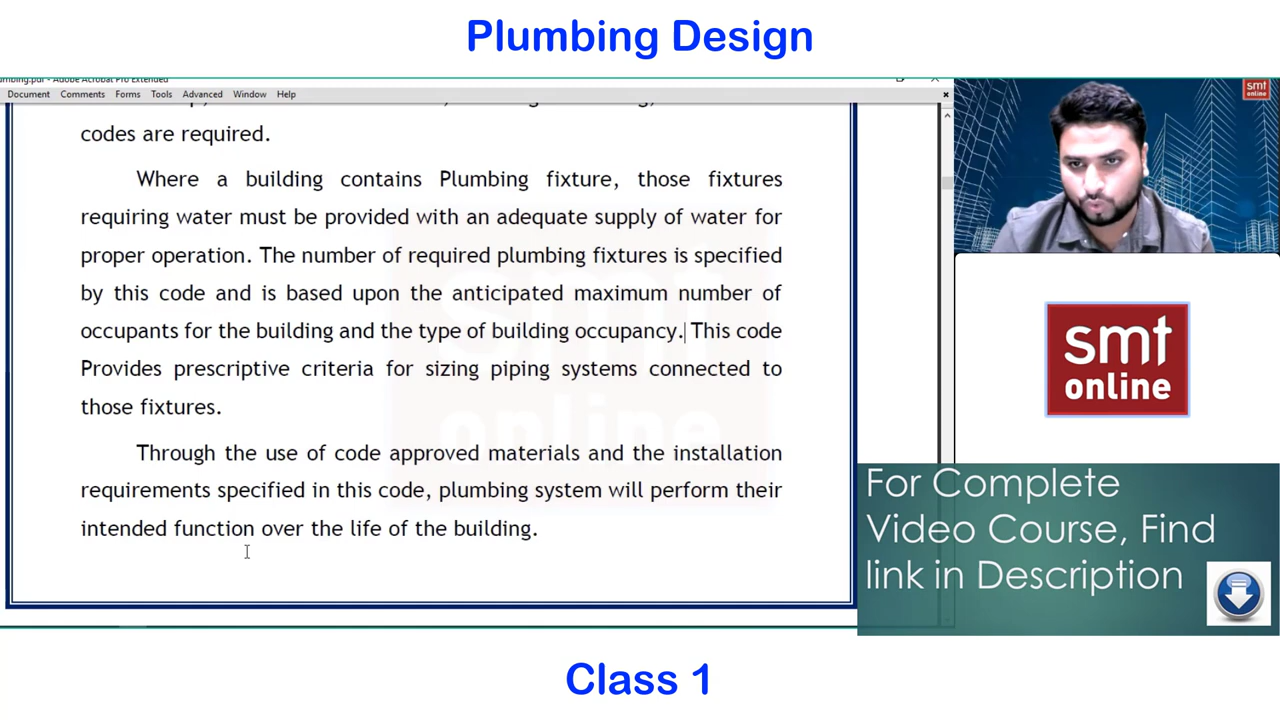 Plumbing Design
Document Comments Forms Tools Advanced Window Help
codes are required.
Where a building contains Plumbing fixture, those fixtures
requiring water must be provided with an adequate supply of water for
proper operation. The number of required plumbing fixtures is specified
by this code and is based upon the anticipated maximum number of
occupants for the building and the type of building occupancy. This code
Provides prescriptive criteria for sizing piping systems connected to
those fixtures.
Through the use of code approved materials and the installation
requirements specified in this code, plumbing system will perform their
intended function over the life of the building.
smt
online
smt
online
smt
online
For Complete
Video Course, Find
link in Description
Class 1